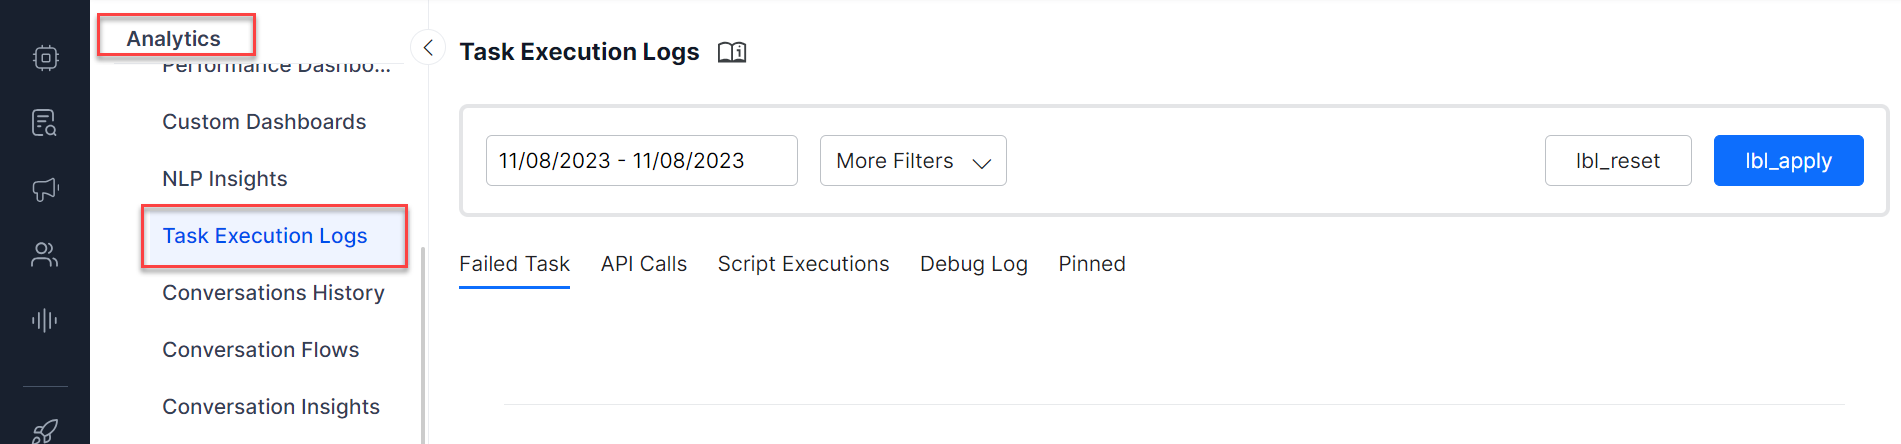 Analytics
Performance Dashbo...
Custom Dashboards
NLP Insights
Task Execution Logs
Conversations History
Conversation Flows
Conversation Insights
Task Execution Logs
11/08/2023 - 11/08/2023
More Filters
lbl_reset
lbl_apply
Failed Task
API Calls
Script Executions
Debug Log
Pinned